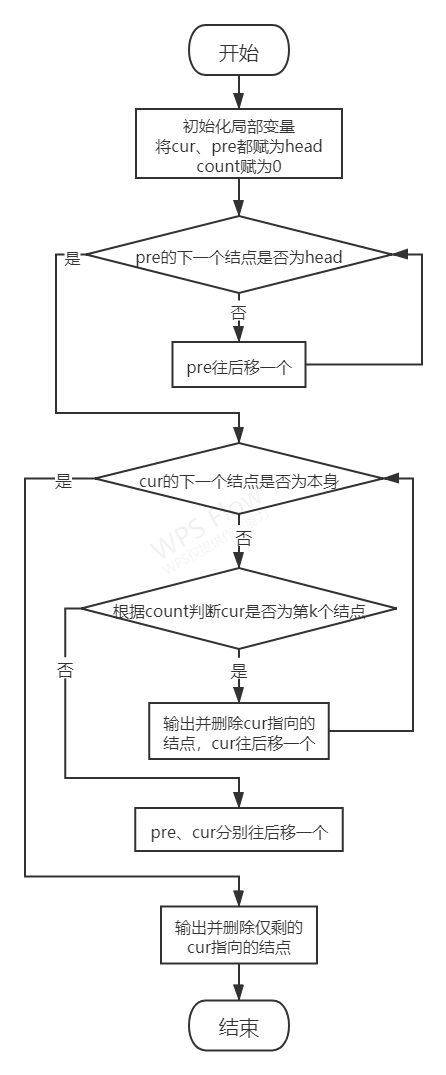 开始
初始化局部变量
将cur、pre都赋为head
count赋为0
是
pre的下一个结点是否为head
否
pre往后移一个
是
cur的下一个结点是否为本身
WPS Flow
否
根据count判断cur是否为第k个结点
否
是
输出并删除cur指向的
结点，cur往后移一个
pre、cur分别往后移一个
输出并删除仅剩的
cur指向的结点
结束